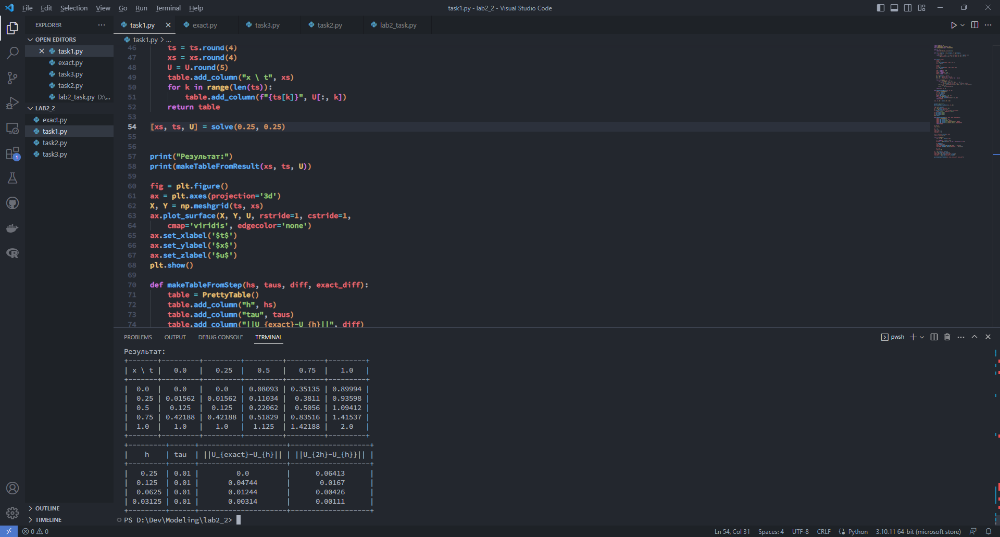 File Edit Selection View Go Run Terminal Help
task1.py - lab2_2 - Visual Studio Code
EXPLORER
OPEN EDITORS
task1.py
exact.py
task3.py
task2.py
lab2_task.py D:\...
LAB2_2
exact.py
task1.py
task2.py
task3.py
1
OUTLINE
TIMELINE
task1.py exact.py task3.py task2.py lab2_task.py
task1.py > ...
46 ts = ts.round(4)
47 xs = xs.round(4)
48 U = U.round(5)
49 table.add_column("x \ t", xs)
50 for k in range(len(ts)):
51 table.add_column(f"{ts[k]}", U[:, k])
52 return table
53
54 [xs, ts, U] = solve(0.25, 0.25)
55
56
57 print("Результат:")
58 print(makeTableFromResult(xs, ts, U))
59
60 fig = plt.figure()
61 ax = plt.axes(projection='3d')
62 X, Y = np.meshgrid(ts, xs)
63 ax.plot_surface(X, Y, U, rstride=1, cstride=1,
64 cmap='viridis', edgecolor='none')
65 ax.set_xlabel('$t$')
66 ax.set_ylabel('$x$')
67 ax.set_zlabel('$u$')
68 plt.show()
69
70 def makeTableFromStep(hs, taus, diff, exact_diff):
71 table = PrettyTable()
72 table.add_column("h", hs)
73 table.add_column("tau", taus)
74 table.add_column("||U_{exact}-U_{h}||", diff)
PROBLEMS OUTPUT DEBUG CONSOLE TERMINAL
pwsh
Результат:
+-------+---------+---------+---------+---------+---------+
| x \ t | 0.0 | 0.25 | 0.5 | 0.75 | 1.0 |
+-------+---------+---------+---------+---------+---------+
| 0.0 | 0.0 | 0.0 | 0.08093 | 0.35135 | 0.89994 |
| 0.25 | 0.01562 | 0.01562 | 0.11034 | 0.3811 | 0.93598 |
| 0.5 | 0.125 | 0.125 | 0.22062 | 0.5056 | 1.09412 |
| 0.75 | 0.42188 | 0.42188 | 0.51829 | 0.83516 | 1.41537 |
| 1.0 | 1.0 | 1.0 | 1.125 | 1.42188 | 2.0 |
+-------+---------+---------+---------+---------+---------+
+---------+------+---------------------+-------------------+
| h | tau | ||U_{exact}-U_{h}|| | ||U_{2h}-U_{h}}|| |
+---------+------+---------------------+-------------------+
| 0.25 | 0.01 | 0.0 | 0.06413 |
| 0.125 | 0.01 | 0.04744 | 0.0167 |
| 0.0625 | 0.01 | 0.01244 | 0.00426 |
| 0.03125 | 0.01 | 0.00314 | 0.00111 |
+---------+------+---------------------+-------------------+
PS D:\Dev\Modeling\lab2_2>
0 0 Ln 54, Col 31 Spaces: 4 UTF-8 CRLF Python 3.10.11 64-bit (microsoft store)